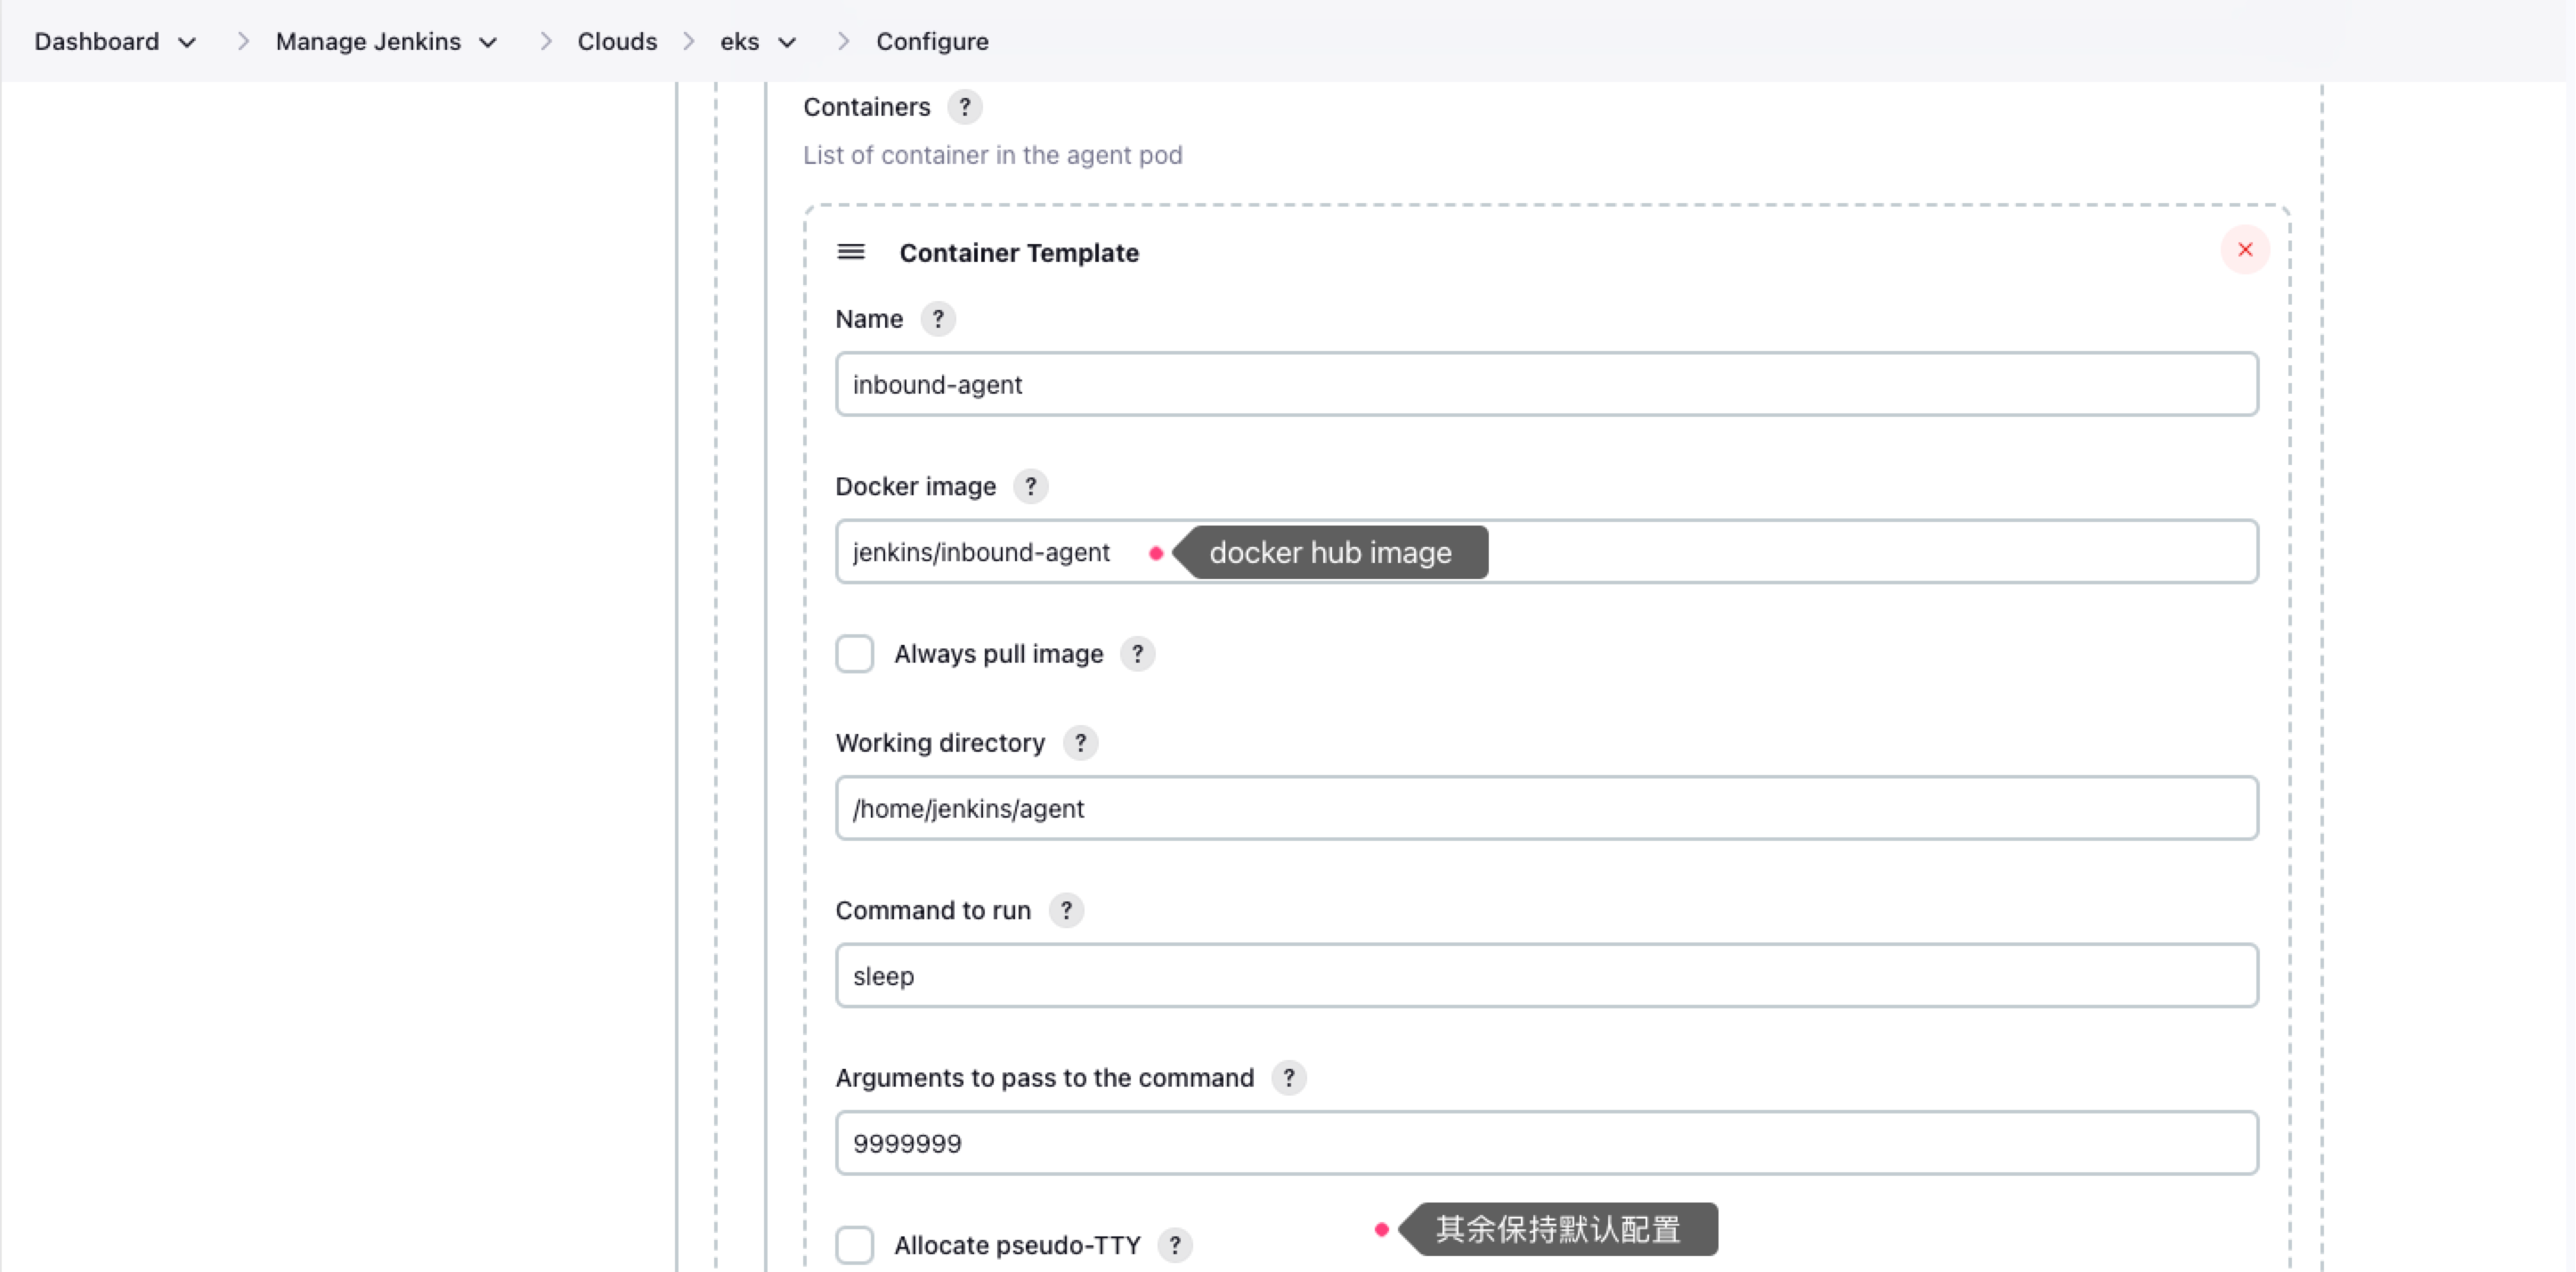 Dashboard > Manage Jenkins > Clouds > eks > Configure
Containers ?
List of container in the agent pod
Container Template
Name ?
inbound-agent
Docker image ?
jenkins/inbound-agent docker hub image
Always pull image ?
Working directory ?
/home/jenkins/agent
Command to run ?
sleep
Arguments to pass to the command ?
9999999
其余保持默认配置
Allocate pseudo-TTY ?